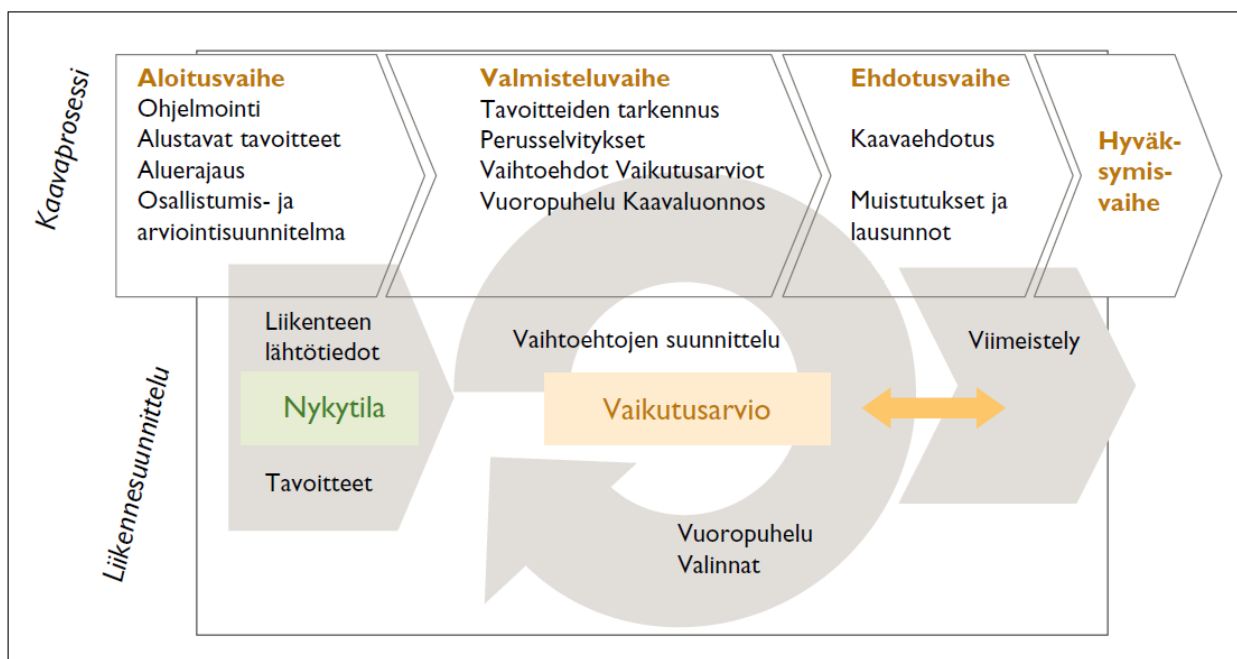 Kaavaprosessi
Aloitusvaihe
Ohjelmointi
Alustavat tavoitteet
Aluerajaus
Osallistumis- ja
arviointisuunnitelma
Valmisteluvaihe
Tavoitteiden tarkennus
Perusselvitykset
Vaihtoehdot Vaikutusarviot
Vuoropuhelu Kaavaluonnos
Ehdotusvaihe
Kaavaehdotus
Muistutukset ja
lausunnot
Hyväk-
symis-
vaihe
Liikennesuunnittelu
Liikenteen
lähtötiedot
Nykytila
Tavoitteet
Vaihtoehtojen suunnittelu
Vaikutusarvio
Vuoropuhelu
Valinnat
Viimeistely